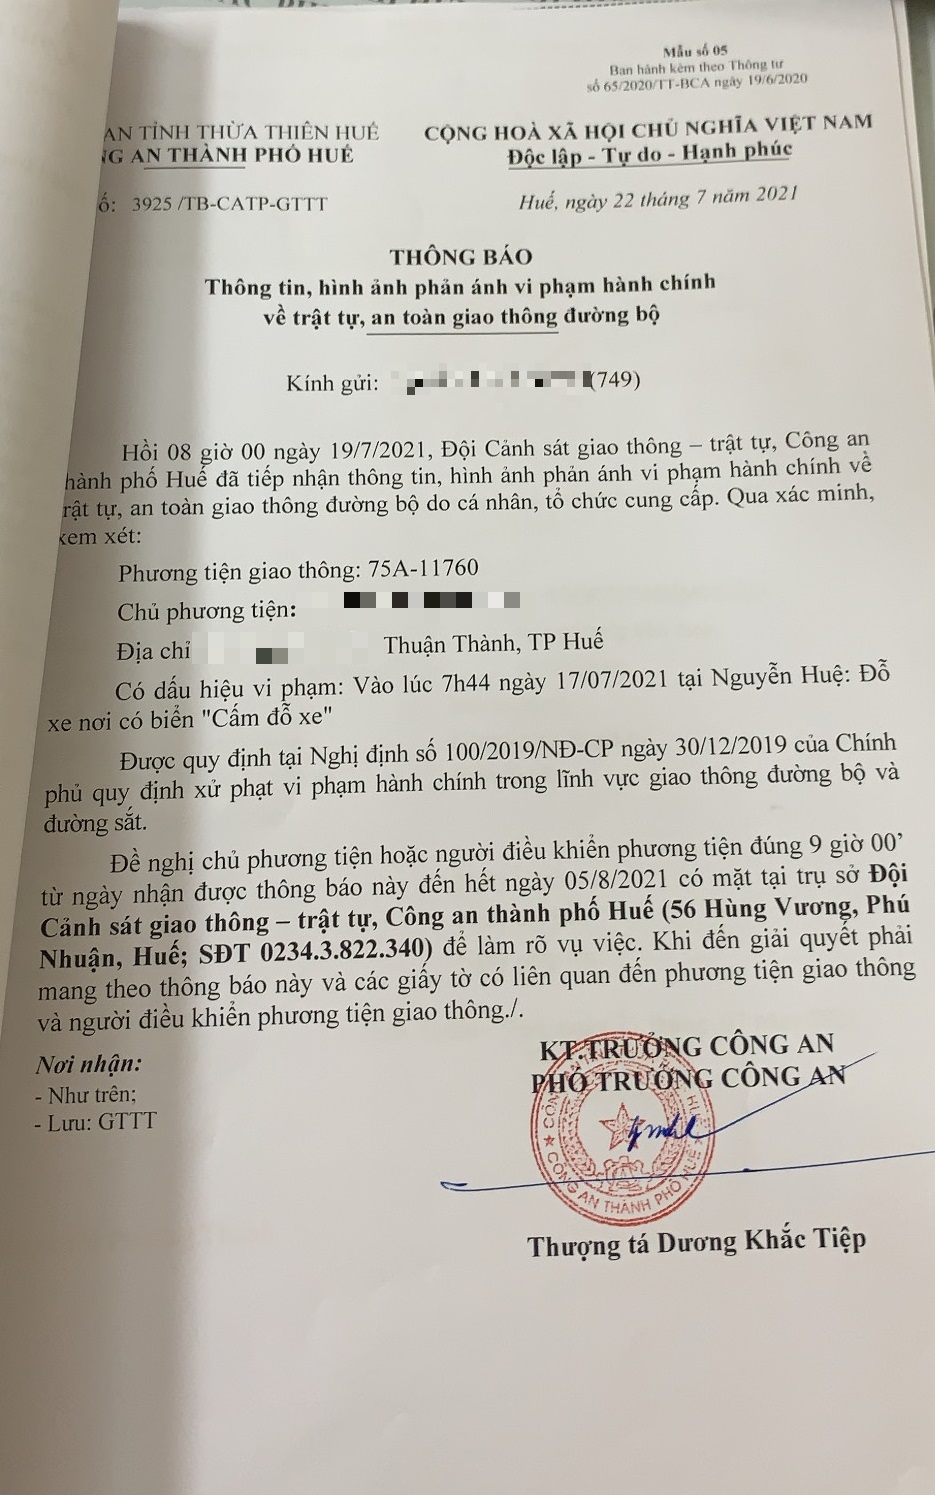 Mẫu số 05
Ban hành kèm theo Thông tư
số 65/2020/TT-BCA ngày 19/6/2020
AN TỈNH THỪA THIÊN HUẾ
AN THÀNH PHỐ HUẾ
CỘNG HOÀ XÃ HỘI CHỦ NGHĨA VIỆT NAM
Độc lập - Tự do - Hạnh phúc
3925 /TB-CATP-GTTT
Huế, ngày 22 tháng 7 năm 2021
THÔNG BÁO
Thông tin, hình ảnh phản ánh vi phạm hành chính
về trật tự, an toàn giao thông đường bộ
Kính gửi: (749)
Hồi 08 giờ 00 ngày 19/7/2021, Đội Cảnh sát giao thông – trật tự, Công an
hành phố Huế đã tiếp nhận thông tin, hình ảnh phản ánh vi phạm hành chính về
rật tự, an toàn giao thông đường bộ do cá nhân, tổ chức cung cấp. Qua xác minh,
xem xét:
Phương tiện giao thông: 75A-11760
Chủ phương tiện:
Địa chỉ Thuận Thành, TP Huế
Có dấu hiệu vi phạm: Vào lúc 7h44 ngày 17/07/2021 tại Nguyễn Huệ: Đỗ
xe nơi có biển "Cấm đỗ xe"
Được quy định tại Nghị định số 100/2019/NĐ-CP ngày 30/12/2019 của Chính
phủ quy định xử phạt vi phạm hành chính trong lĩnh vực giao thông đường bộ và
đường sắt.
Đề nghị chủ phương tiện hoặc người điều khiển phương tiện đúng 9 giờ 00’
từ ngày nhận được thông báo này đến hết ngày 05/8/2021 có mặt tại trụ sở Đội
Cảnh sát giao thông – trật tự, Công an thành phố Huế (56 Hùng Vương, Phú
Nhuận, Huế; SĐT 0234.3.822.340) để làm rõ vụ việc. Khi đến giải quyết phải
mang theo thông báo này và các giấy tờ có liên quan đến phương tiện giao thông
và người điều khiển phương tiện giao thông./.
Nơi nhận:
- Như trên;
- Lưu: GTTT
KT.TRƯỞNG CÔNG AN
PHÓ TRƯỞNG CÔNG AN
CÔNG AN THÀNH PHỐ HUẾ
Thượng tá Dương Khắc Tiệp